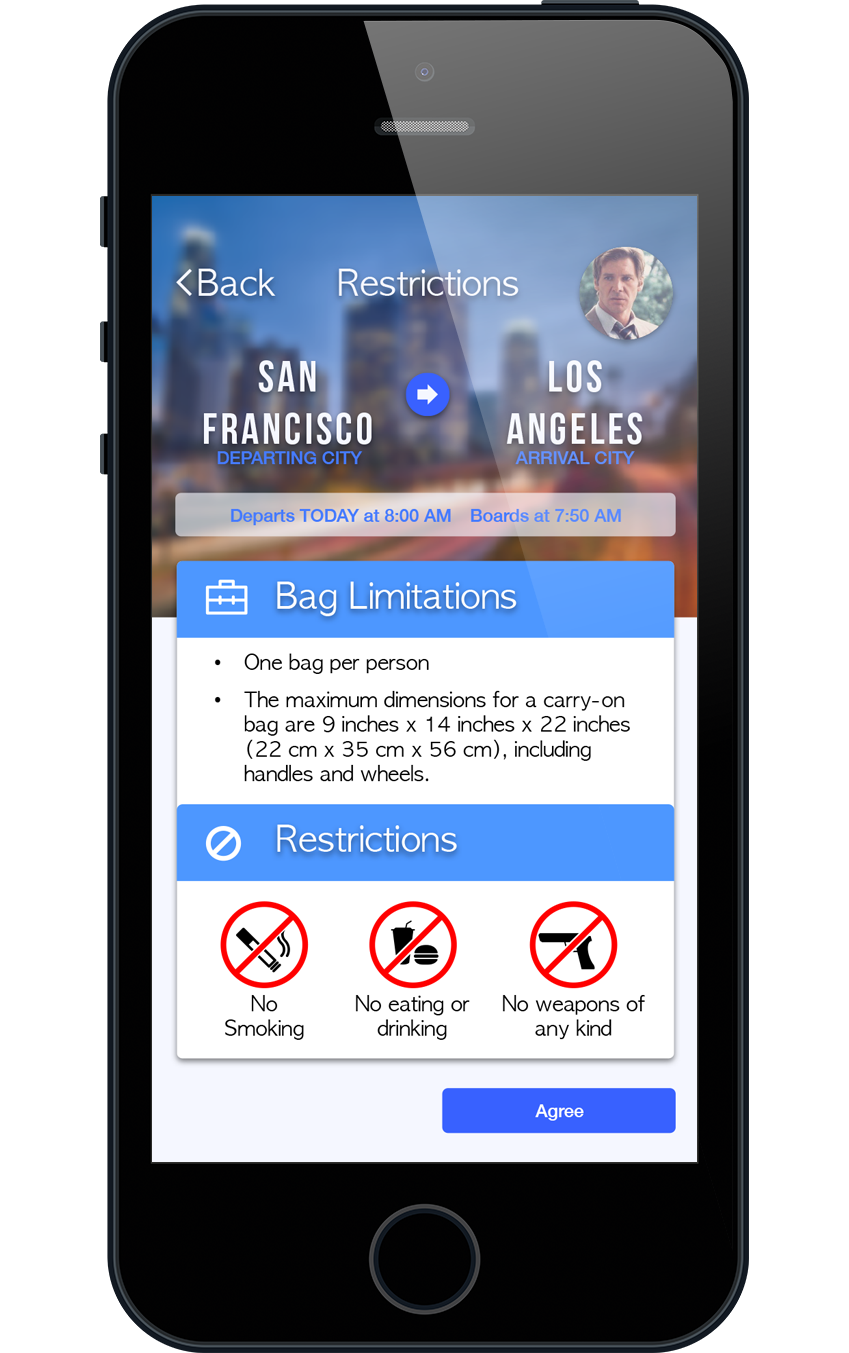 Back Restrictions
SAN
FRANCISCO
DEPARTING CITY
LOS
ANGELES
ARRIVAL CITY
Departs TODAY at 8:00 AM Boards at 7:50 AM
Bag Limitations
• One bag per person
• The maximum dimensions for a carry-on
bag are 9 inches x 14 inches x 22 inches
(22 cm x 35 cm x 56 cm), including
handles and wheels.
Restrictions
No
Smoking
No eating or
drinking
No weapons of
any kind
Agree